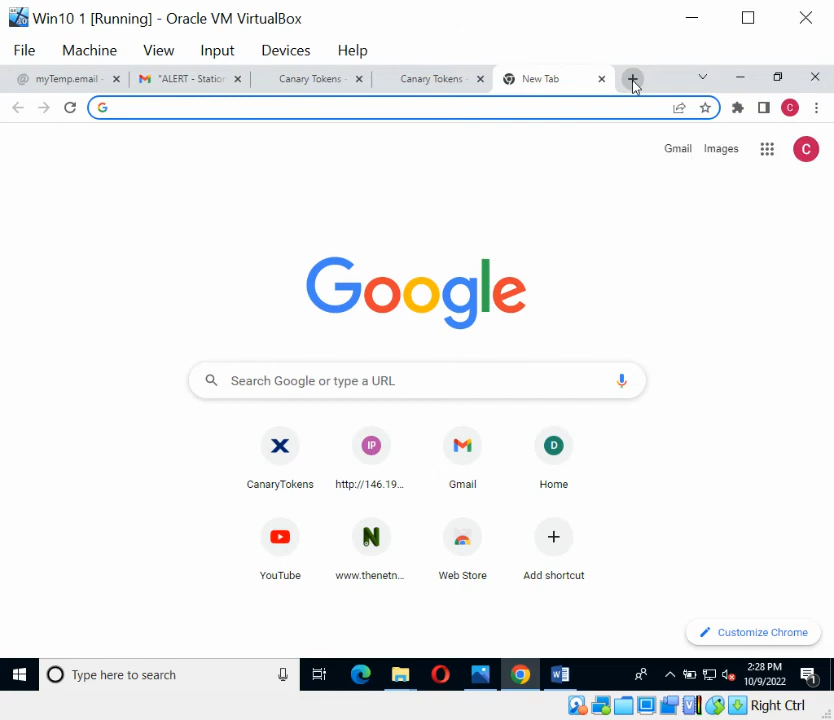 Win10 1 [Running] - Oracle VM VirtualBox
File Machine View Input Devices Help
@ myTemp.email - "ALERT - Station Canary Tokens - Canary Tokens - New Tab
G
C
Gmail Images C
Google
Search Google or type a URL
X IP D
CanaryTokens http://146.19... Gmail Home
N
YouTube www.thenetn... Web Store Add shortcut
Customize Chrome
Type here to search
2:28 PM
10/9/2022
1
Right Ctrl